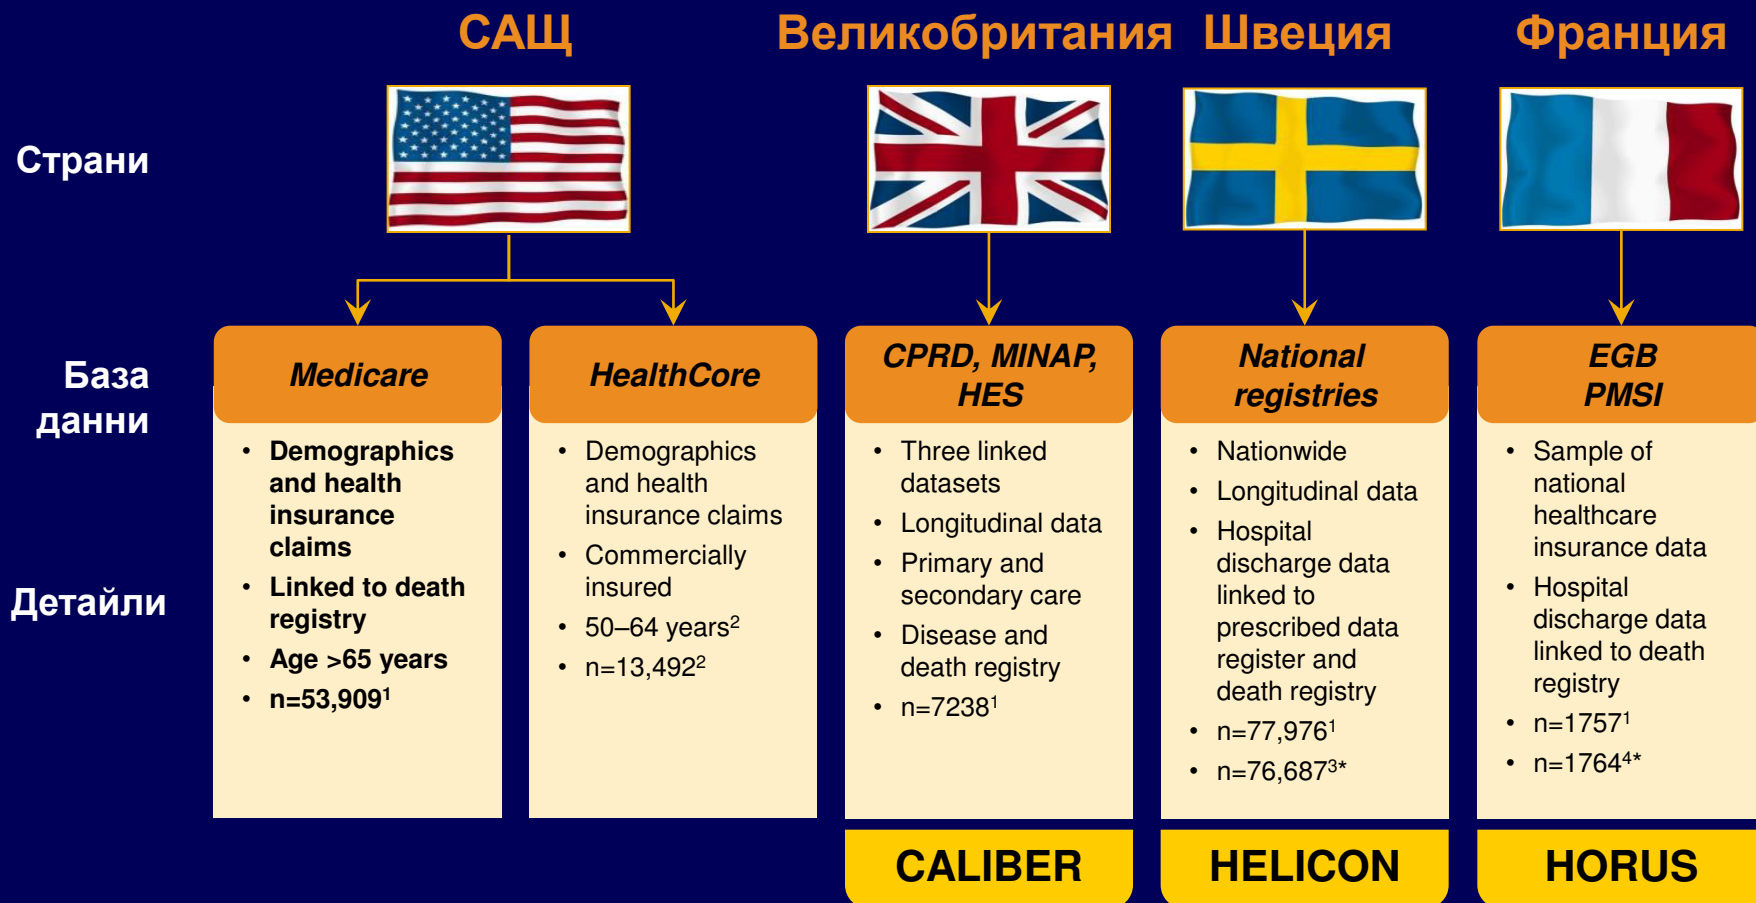 САЩ
Великобритания
Швеция
Франция
Страни
База
данни
Детайли
Medicare
• Demographics
and health
insurance
claims
• Linked to death
registry
• Age >65 years
• n=53,909¹
HealthCore
• Demographics
and health
insurance claims
• Commercially
insured
• 50–64 years²
• n=13,492²
CPRD, MINAP,
HES
• Three linked
datasets
• Longitudinal data
• Primary and
secondary care
• Disease and
death registry
• n=7238¹
CALIBER
National
registries
• Nationwide
• Longitudinal data
• Hospital
discharge data
linked to
prescribed data
register and
death registry
• n=77,976¹
• n=76,687³*
HELICON
EGB
PMSI
• Sample of
national
healthcare
insurance data
• Hospital
discharge data
linked to death
registry
• n=1757¹
• n=1764⁴*
HORUS